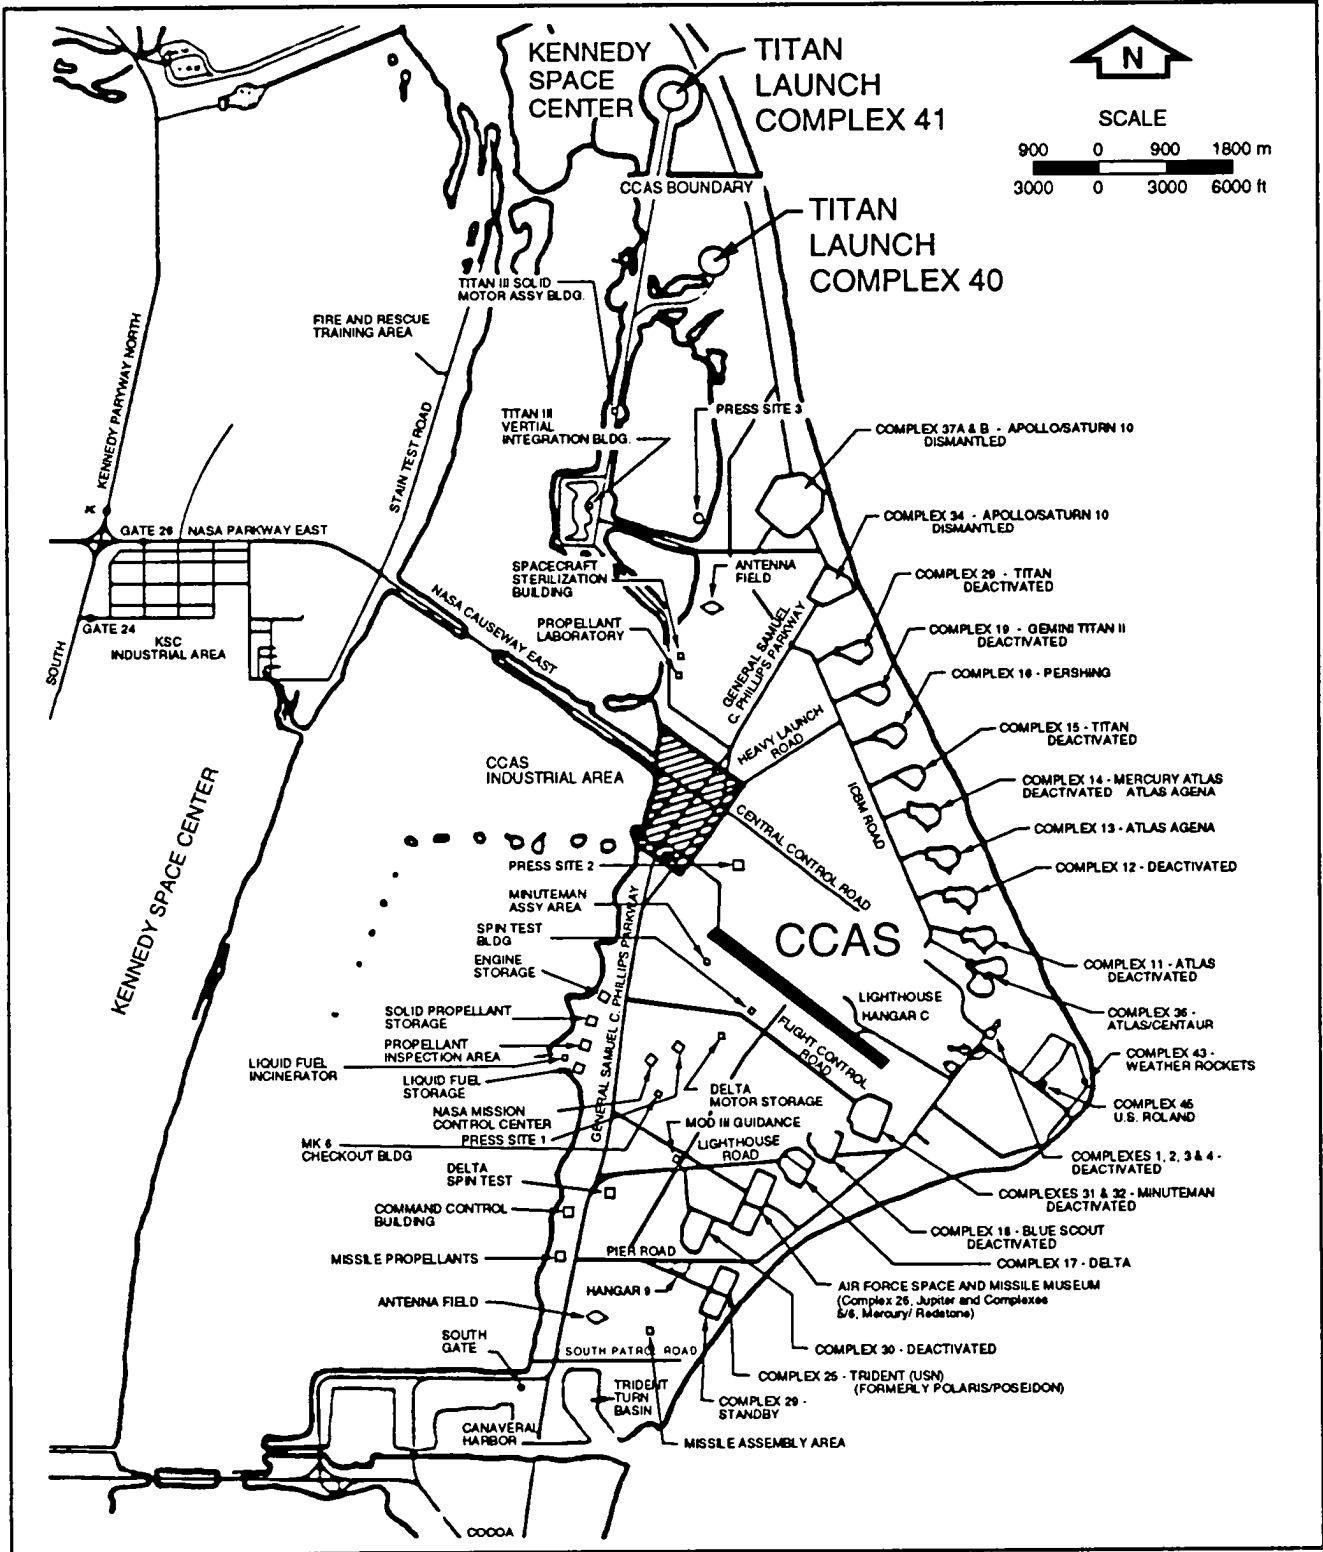 KENNEDY
SPACE
CENTER
TITAN
LAUNCH
COMPLEX 41
N
SCALE
900 0 900 1800 m
3000 0 3000 6000 ft
CCAS BOUNDARY
TITAN
LAUNCH
COMPLEX 40
TITAN III SOLID
MOTOR ASSY BLDG.
FIRE AND RESCUE
TRAINING AREA
KENNEDY PARYWAY NORTH
STAIN TEST ROAD
TITAN III
VERTIAL
INTEGRATION BLDG.
PRESS SITE 3
COMPLEX 37A & B - APOLLO/SATURN 10
DISMANTLED
K
GATE 26 NASA PARKWAY EAST
COMPLEX 34 - APOLLO/SATURN 10
DISMANTLED
SPACECRAFT
STERILIZATION
BUILDING
ANTENNA
FIELD
COMPLEX 29 - TITAN
DEACTIVATED
NASA CAUSEWAY EAST
PROPELLANT
LABORATORY
GENERAL SAMUEL
C. PHILLIPS PARKWAY
COMPLEX 19 - GEMINI TITAN II
DEACTIVATED
GATE 24
KSC
INDUSTRIAL AREA
SOUTH
COMPLEX 16 - PERSHING
HEAVY LAUNCH
ROAD
COMPLEX 15 - TITAN
DEACTIVATED
CCAS
INDUSTRIAL AREA
COMPLEX 14 - MERCURY ATLAS
DEACTIVATED ATLAS AGENA
ICBM ROAD
KENNEDY SPACE CENTER
CENTRAL CONTROL ROAD
COMPLEX 13 - ATLAS AGENA
PRESS SITE 2
COMPLEX 12 - DEACTIVATED
MINUTEMAN
ASSY AREA
GENERAL SAMUEL C. PHILLIPS PARKWAY
SPIN TEST
BLDG
CCAS
ENGINE
STORAGE
COMPLEX 11 - ATLAS
DEACTIVATED
LIGHTHOUSE
HANGAR C
SOLID PROPELLANT
STORAGE
COMPLEX 36 -
ATLAS/CENTAUR
FLIGHT CONTROL
ROAD
PROPELLANT
INSPECTION AREA
LIQUID FUEL
INCINERATOR
COMPLEX 43 -
WEATHER ROCKETS
LIQUID FUEL
STORAGE
DELTA
MOTOR STORAGE
COMPLEX 46
U.S. ROLAND
NASA MISSION
CONTROL CENTER
MOD III GUIDANCE
PRESS SITE 1
LIGHTHOUSE
ROAD
MK 6
CHECKOUT BLDG
COMPLEXES 1, 2, 3 & 4 -
DEACTIVATED
DELTA
SPIN TEST
COMPLEXES 31 & 32 - MINUTEMAN
DEACTIVATED
COMMAND CONTROL
BUILDING
COMPLEX 18 - BLUE SCOUT
DEACTIVATED
PIER ROAD
MISSILE PROPELLANTS
COMPLEX 17 - DELTA
HANGAR 9
AIR FORCE SPACE AND MISSILE MUSEUM
(Complex 26, Jupiter and Complexes
5/6, Mercury/ Redstone)
ANTENNA FIELD
SOUTH
GATE
SOUTH PATROL ROAD
COMPLEX 30 - DEACTIVATED
COMPLEX 25 - TRIDENT (USN)
(FORMERLY POLARIS/POSEIDON)
TRIDENT
TURN
BASIN
COMPLEX 29 -
STANDBY
CANAVERAL
HARBOR
MISSILE ASSEMBLY AREA
COCOA